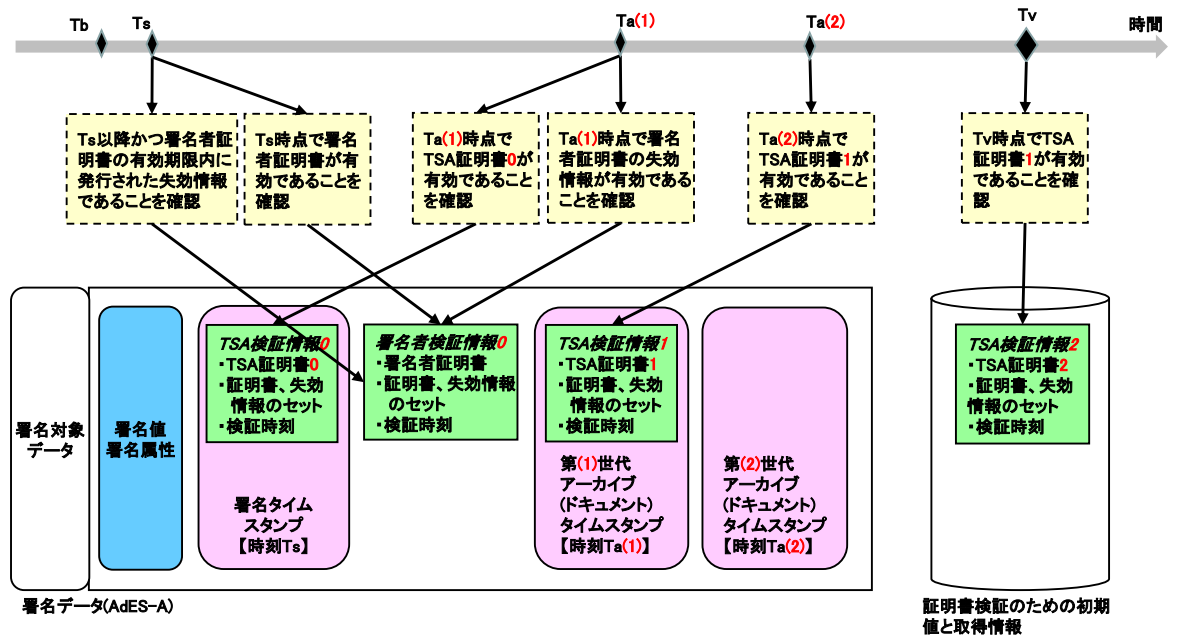 Tb
Ts
Ta(1)
Ta(2)
Tv
時間
Ts以降かつ署名者証
明書の有効期限内に
発行された失効情報
であることを確認
Ts時点で署名
者証明書が有
効であることを
確認
Ta(1)時点で
TSA証明書0が
有効であること
を確認
Ta(1)時点で署名
者証明書の失効
情報が有効である
ことを確認
Ta(2)時点で
TSA証明書1が
有効であること
を確認
Tv時点でTSA
証明書1が有効
であることを確
認
署名対象
データ
署名値
署名属性
TSA検証情報0
・TSA証明書0
・証明書、失効
情報のセット
・検証時刻
署名タイム
スタンプ
【時刻Ts】
署名者検証情報0
・署名者証明書
・証明書、失効情報
のセット
・検証時刻
TSA検証情報1
・TSA証明書1
・証明書、失効
情報のセット
・検証時刻
第(1)世代
アーカイブ
(ドキュメント)
タイムスタンプ
【時刻Ta(1)】
第(2)世代
アーカイブ
(ドキュメント)
タイムスタンプ
【時刻Ta(2)】
TSA検証情報2
・TSA証明書2
・証明書、失効
情報のセット
・検証時刻
署名データ(AdES-A)
証明書検証のための初期
値と取得情報